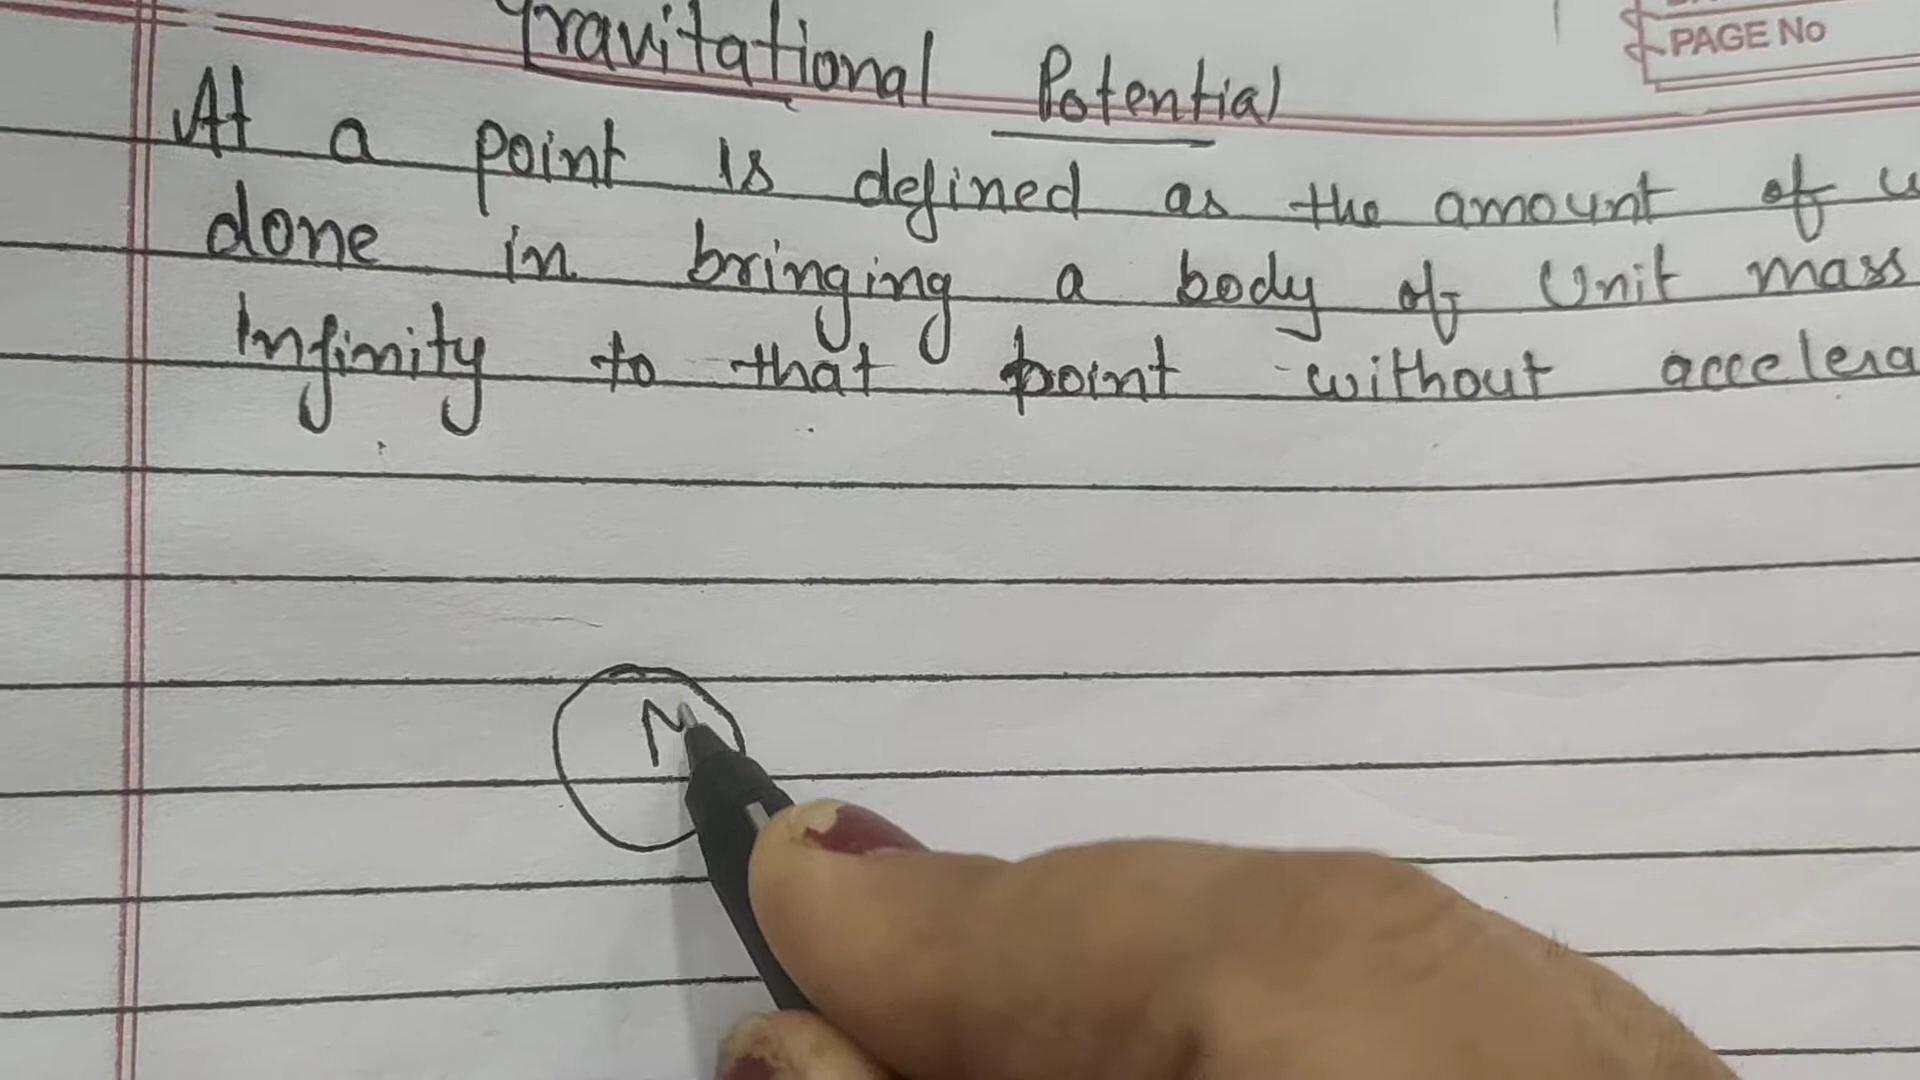 Gravitational Potential
PAGE No
At a point is defined as the amount of
done in bringing a body of Unit mass
Infinity to that point without accelera
M